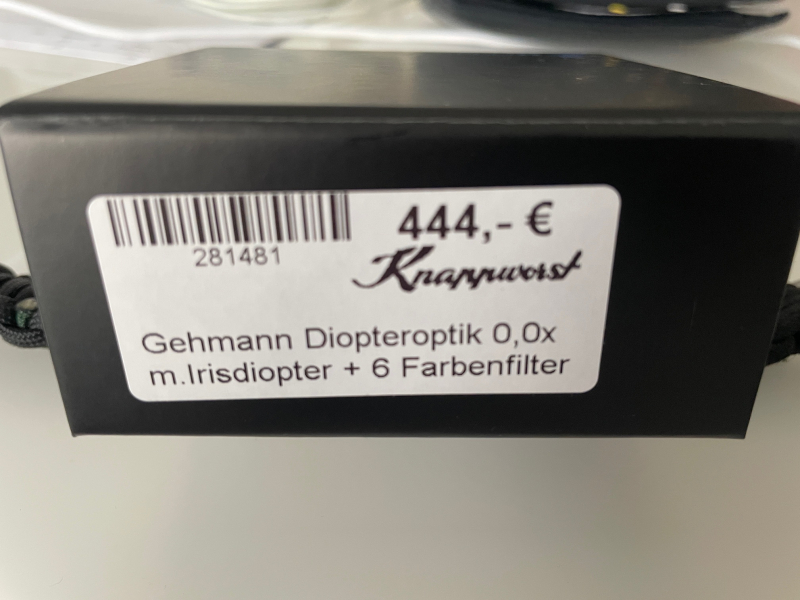 444,- €
281481
Knappworst
Gehmann Diopteroptik 0,0x
m.Irisdiopter + 6 Farbenfilter